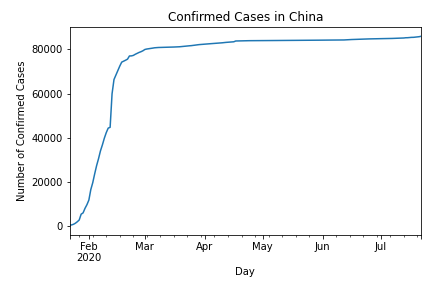 Confirmed Cases in China
Number of Confirmed Cases
80000
60000
40000
20000
0
Feb Mar Apr May Jun Jul
2020
Day